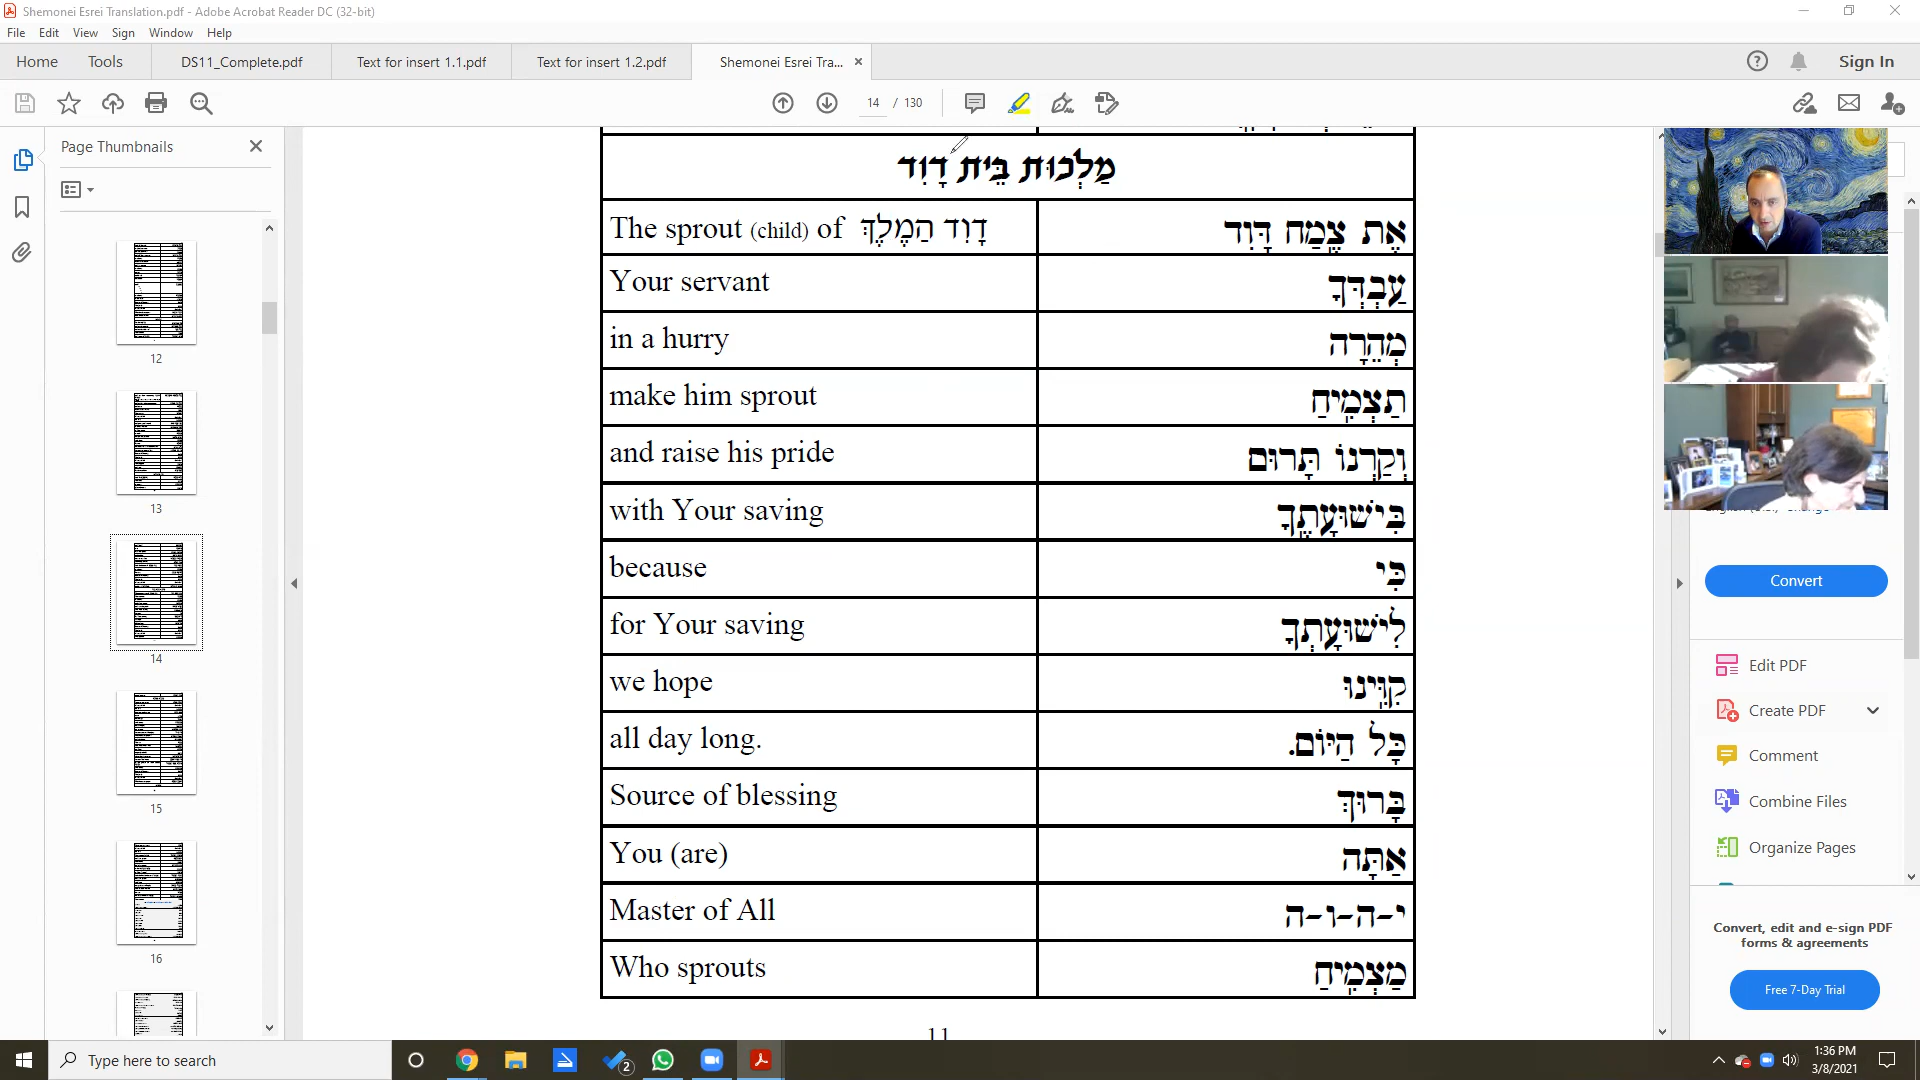 Shemonei Esrei Translation.pdf - Adobe Acrobat Reader DC (32-bit)
File Edit View Sign Window Help
Home Tools DS11_Complete.pdf Text for insert 1.1.pdf Text for insert 1.2.pdf Shemonei Esrei Tra... Sign In
14 / 130
Page Thumbnails
12
13
14
15
16
מַלְכוּת בֵּית דָּוִד
The sprout (child) of דָוִד הַמֶלֶךְ אֶת צֶמַח דָּוִד
Your servant עַבְדְּךָ
in a hurry מְהֵרָה
make him sprout תַצְמִיחַ
and raise his pride וְקַרְנוֹ תָּרוּם
with Your saving בִּישׁוּעָתֶךָ
because כִּי
for Your saving לִישׁוּעָתְךָ
we hope קִוִּינוּ
all day long. כָּל הַיּוֹם.
Source of blessing בָּרוּךְ
You (are) אַתָּה
Master of All י-ה-ו-ה
Who sprouts מַצְמִיחַ
11
Convert
Edit PDF
Create PDF
Comment
Combine Files
Organize Pages
Convert, edit and e-sign PDF
forms & agreements
Free 7-Day Trial
Type here to search
2
1:36 PM
3/8/2021